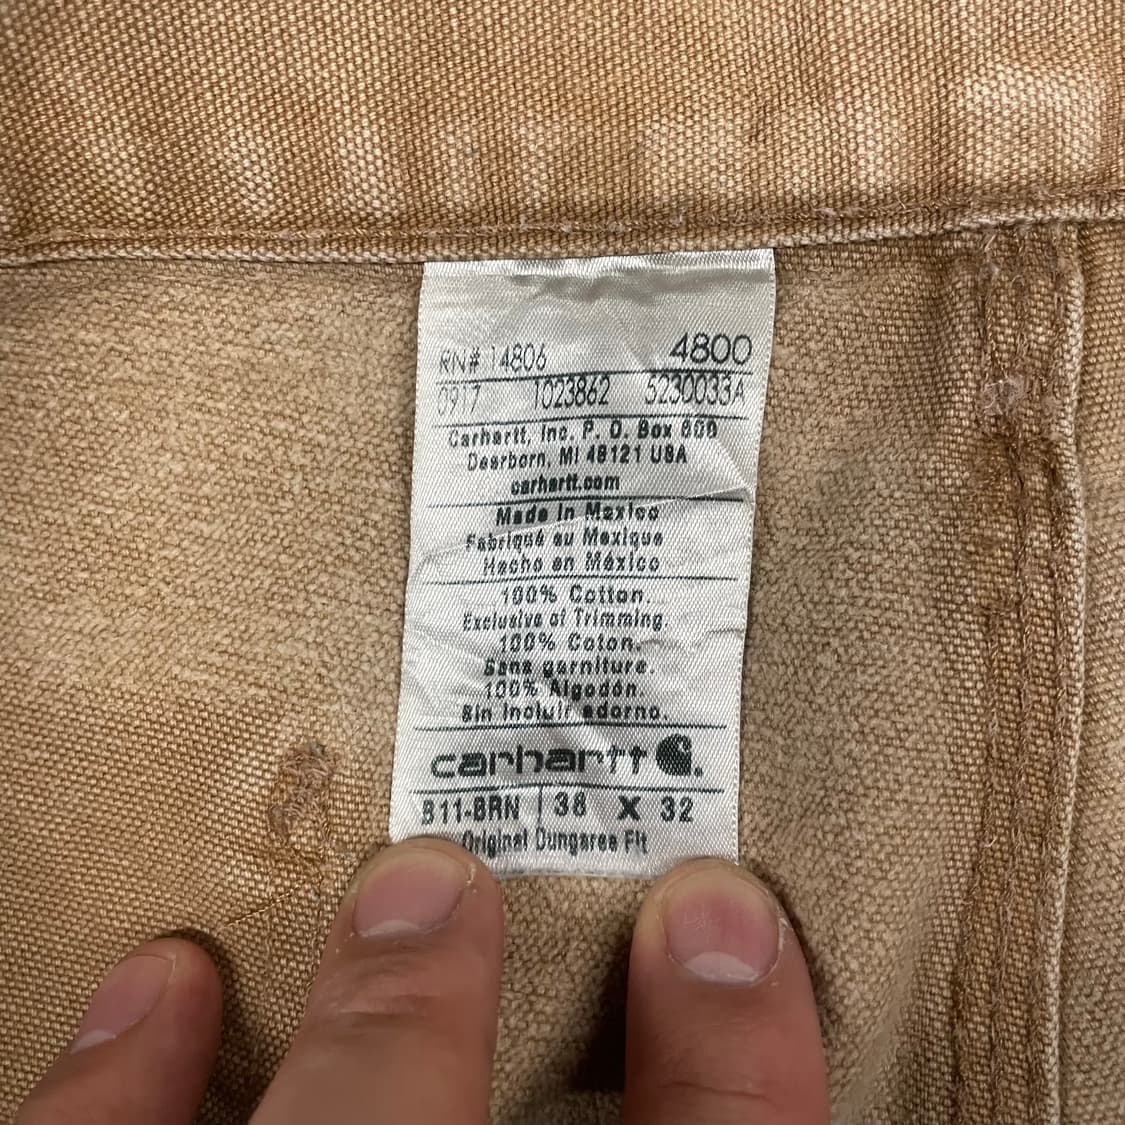 RN# 14806 4800
0917 1023862 5230033A
Carhartt, Inc. P. O. Box 600
Dearborn, MI 48121 USA
carhartt.com
Made in Mexico
Fabriqué au Mexique
Hecho en México
100% Cotton.
Exclusive of Trimming.
100% Coton.
Sans garniture.
100% Algodón.
Sin Incluir adorno.
carhartt
B11-BRN | 38 X 32
Original Dungaree Fit